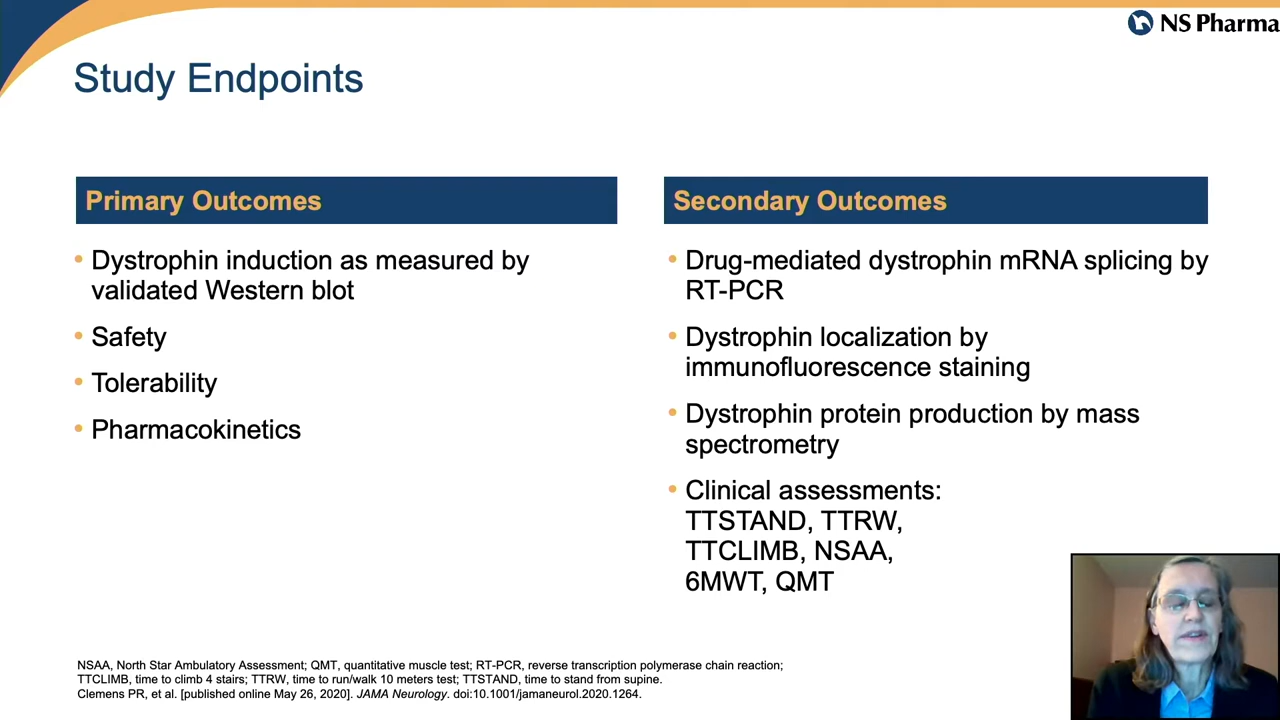 NS Pharma
Study Endpoints
Primary Outcomes
• Dystrophin induction as measured by
validated Western blot
• Safety
• Tolerability
• Pharmacokinetics
Secondary Outcomes
• Drug-mediated dystrophin mRNA splicing by
RT-PCR
• Dystrophin localization by
immunofluorescence staining
• Dystrophin protein production by mass
spectrometry
• Clinical assessments:
TTSTAND, TTRW,
TTCLIMB, NSAA,
6MWT, QMT
NSAA, North Star Ambulatory Assessment; QMT, quantitative muscle test; RT-PCR, reverse transcription polymerase chain reaction;
TTCLIMB, time to climb 4 stairs; TTRW, time to run/walk 10 meters test; TTSTAND, time to stand from supine.
Clemens PR, et al. [published online May 26, 2020]. JAMA Neurology. doi:10.1001/jamaneurol.2020.1264.